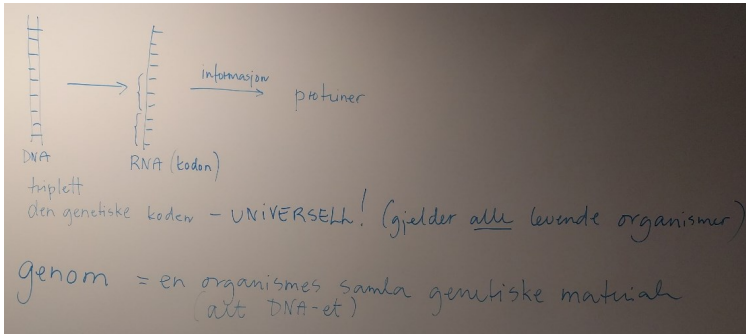 informasjon
proteiner
DNA
RNA (kodon)
triplett
den genetiske koden - UNIVERSELL! (gjelder alle levende organismer)
genom = en organismes samla genetiske materiale
(alt DNA-et)